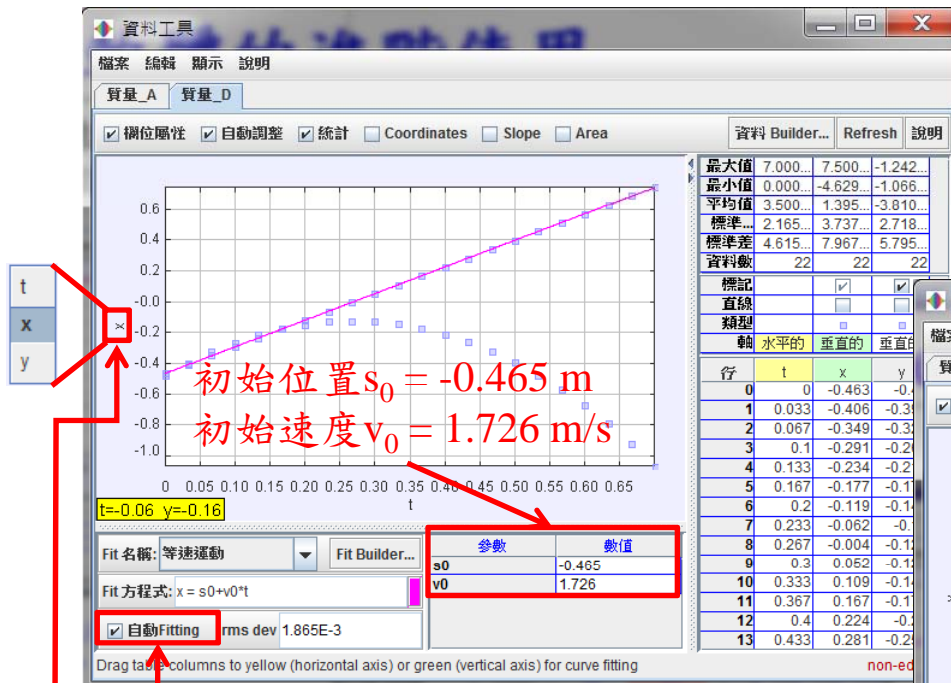 資料工具
檔案 編輯 顯示 說明
質量_A 質量_D
欄位屬性 自動調整 統計 Coordinates Slope Area 資料 Builder... Refresh 說明
最大值 7.000... 7.500... -1.242...
最小值 0.000... -4.629... -1.066...
平均值 3.500... 1.395... -3.810...
標準... 2.165... 3.737... 2.718...
標準差 4.615... 7.967... 5.795...
資料數 22 22 22
標記
直線
類型
軸 水平的 垂直的
行 t x y
0 0 -0.463
1 0.033 -0.406
2 0.067 -0.349
3 0.1 -0.291
4 0.133 -0.234
5 0.167 -0.177
6 0.2 -0.119
7 0.233 -0.062
8 0.267 -0.004
9 0.3 0.052
10 0.333 0.109
11 0.367 0.167
12 0.4 0.224
13 0.433 0.281
t
x
y
x
0.6
0.4
0.2
-0.0
-0.2
-0.4
-0.6
-0.8
-1.0
初始位置s0 = -0.465 m
初始速度v0 = 1.726 m/s
0 0.05 0.10 0.15 0.20 0.25 0.30 0.35 0.40 0.45 0.50 0.55 0.60 0.65
t
t=-0.06 y=-0.16
Fit 名稱: 等速運動 Fit Builder...
Fit 方程式: x = s0+v0*t
自動Fitting rms dev 1.865E-3
參數 數值
s0 -0.465
v0 1.726
Drag table columns to yellow (horizontal axis) or green (vertical axis) for curve fitting